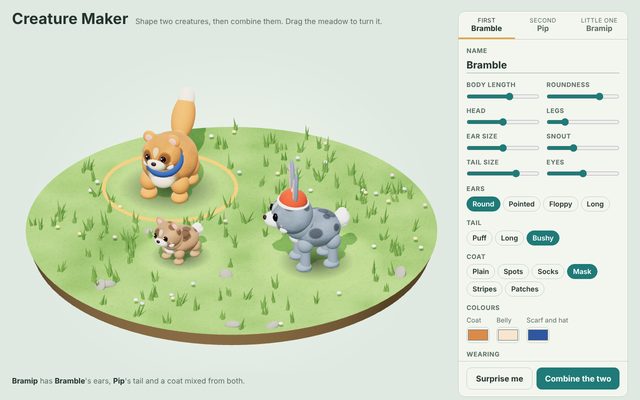 Creature Maker Shape two creatures, then combine them. Drag the meadow to turn it.
FIRST SECOND LITTLE ONE
Bramble Pip Bramip
NAME
Bramble
BODY LENGTH ROUNDNESS
HEAD LEGS
EAR SIZE SNOUT
TAIL SIZE EYES
EARS
Round Pointed Floppy Long
TAIL
Puff Long Bushy
COAT
Plain Spots Socks Mask
Stripes Patches
COLOURS
Coat Belly Scarf and hat
WEARING
Surprise me Combine the two
Bramip has Bramble's ears, Pip's tail and a coat mixed from both.